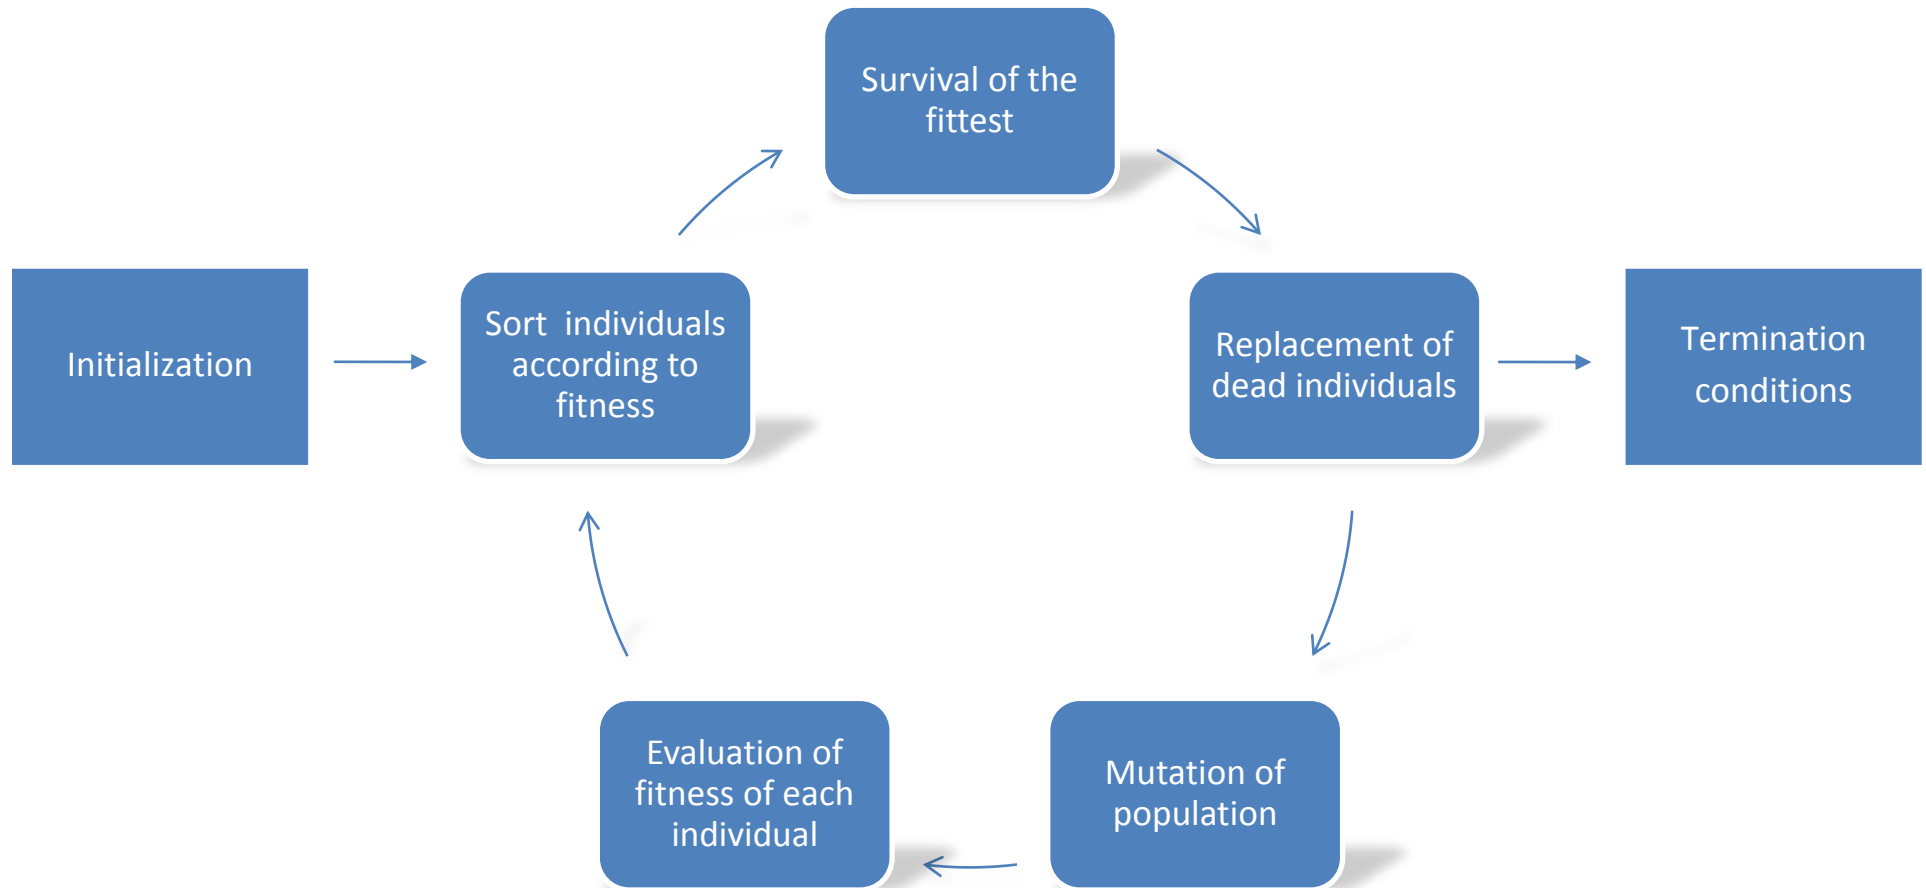 Survival of the
fittest
Initialization
Sort individuals
according to
fitness
Replacement of
dead individuals
Termination
conditions
Evaluation of
fitness of each
individual
Mutation of
population